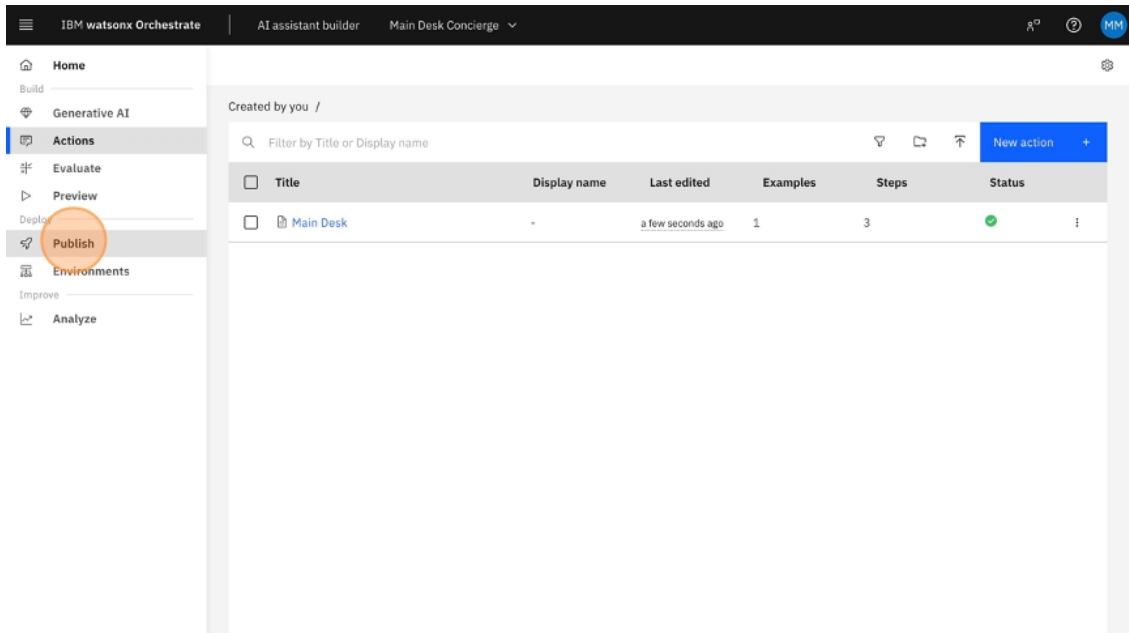 IBM watsonx Orchestrate AI assistant builder Main Desk Concierge MM
Home
Build
Generative AI
Actions
Evaluate
Preview
Deploy
Publish
Environments
Improve
Analyze
Created by you /
Filter by Title or Display name New action +
Title Display name Last edited Examples Steps Status
Main Desk - a few seconds ago 1 3